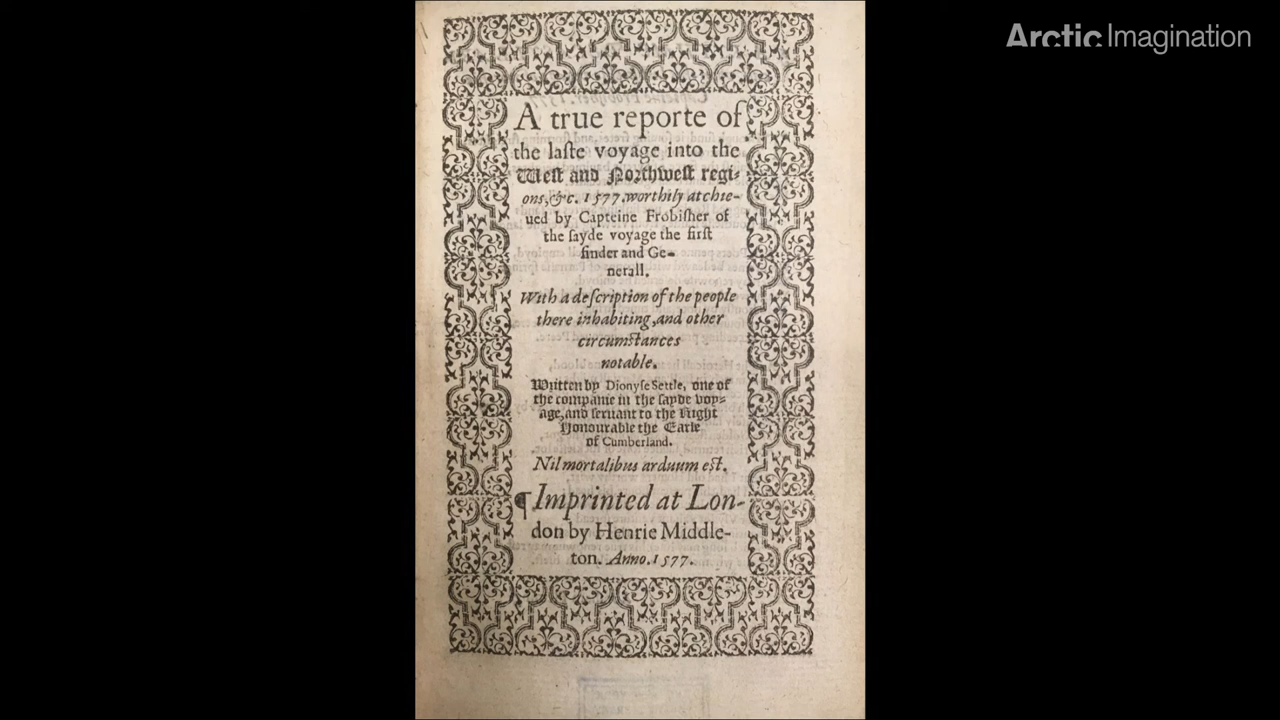 Arctic Imagination
A true reporte of
the laſte voyage into the
Weſt and Northweſt regi-
ons, &c. 1577. worthily atchie-
ued by Capteine Frobiſher of
the ſayde voyage the firſt
finder and Ge-
nerall.
With a deſcription of the people
there inhabiting, and other
circumſtances
notable.
Written by Dionyſe Settle, one of
the companie in the ſayde voy-
age, and ſeruant to the Right
Honourable the Earle
of Cumberland.
Nil mortalibus arduum eſt.
¶ Imprinted at Lon-
don by Henrie Middle-
ton. Anno. 1577.